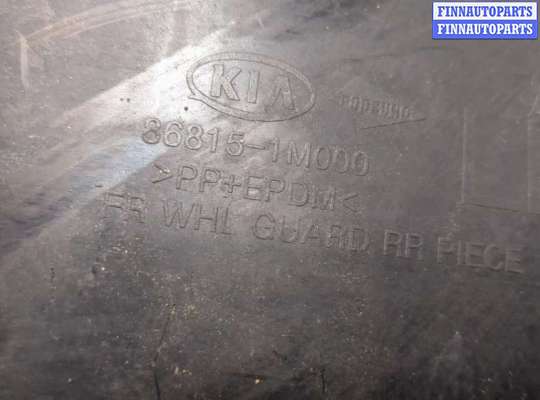 FINNAUTOPARTS
FINNAUTOPARTS
KIA
86815-1M000
>PP+EPDM<
FR WHL GUARD RR PIECE